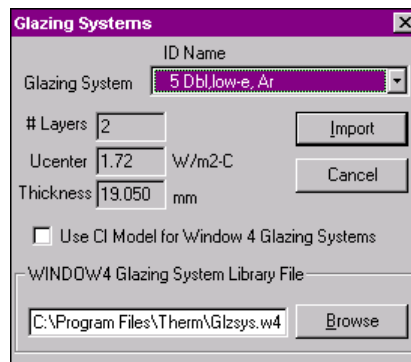 Glazing Systems
ID Name
Glazing System 5 Dbl,low-e, Ar
# Layers 2
Import
Ucenter 1.72 W/m2-C
Cancel
Thickness 19.050 mm
Use CI Model for Window 4 Glazing Systems
WINDOW4 Glazing System Library File
C:\Program Files\Therm\Glzsys.w4
Browse